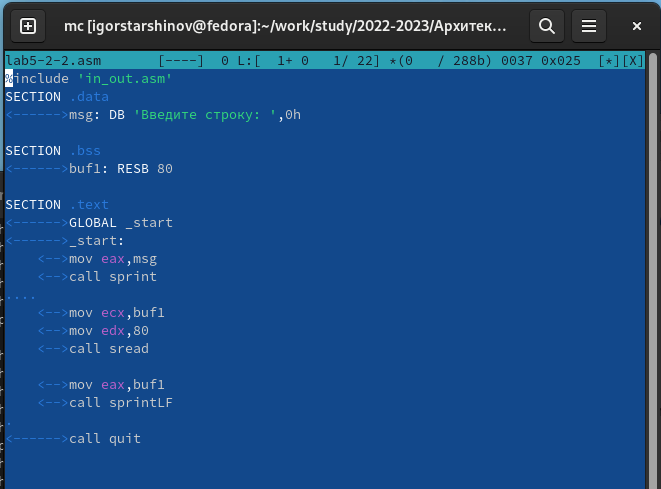 mc [igorstarshinov@fedora]:~/work/study/2022-2023/Архитек...
lab5-2-2.asm       [----]  0 L:[  1+ 0   1/ 22] *(0   / 288b) 0037 0x025  [*][X]
%include 'in_out.asm'
SECTION .data
<------>msg: DB 'Введите строку: ',0h
SECTION .bss
<------>buf1: RESB 80
SECTION .text
<------>GLOBAL _start
<------>_start:
    <-->mov eax,msg
    <-->call sprint
....
    <-->mov ecx,buf1
    <-->mov edx,80
    <-->call sread
    <-->mov eax,buf1
    <-->call sprintLF
.
<------>call quit